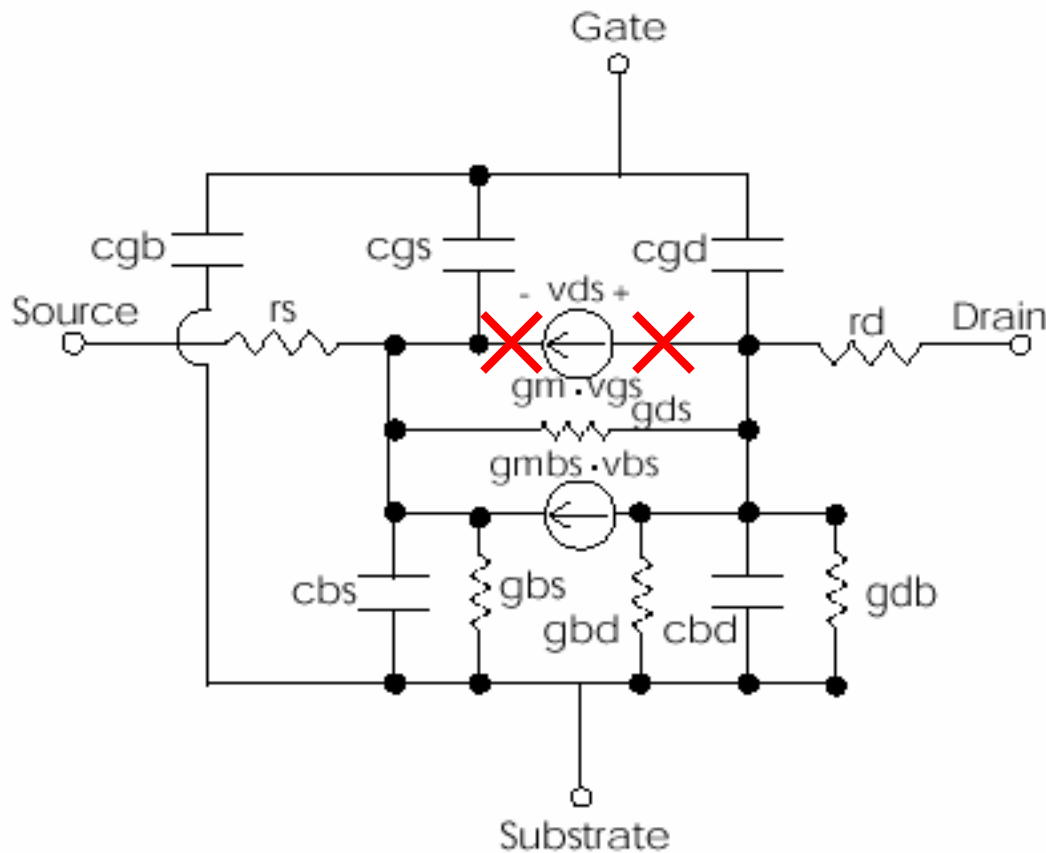 Gate
cgb
cgs
cgd
- vds +
Source
rs
rd
Drain
gm.vgs
gds
gmbs.vbs
cbs
gbs
gbd
cbd
gdb
Substrate